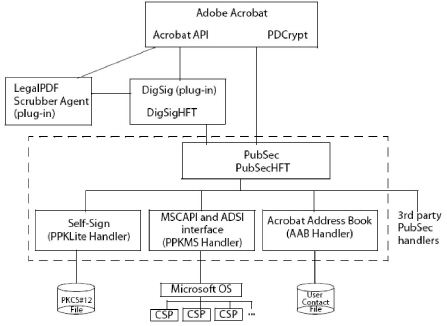 Adobe Acrobat
Acrobat API
PDCrypt
LegalPDF
Scrubber Agent
(plug-in)
DigSig (plug-in)
DigSigHFT
PubSec
PubSecHFT
Self-Sign
(PPKLite Handler)
MSCAPI and ADSI
interface
(PPKMS Handler)
Acrobat Address Book
(AAB Handler)
3rd party
PubSec
handlers
PKCS#12
File
Microsoft OS
CSP
CSP
CSP
...
User
Contact
File